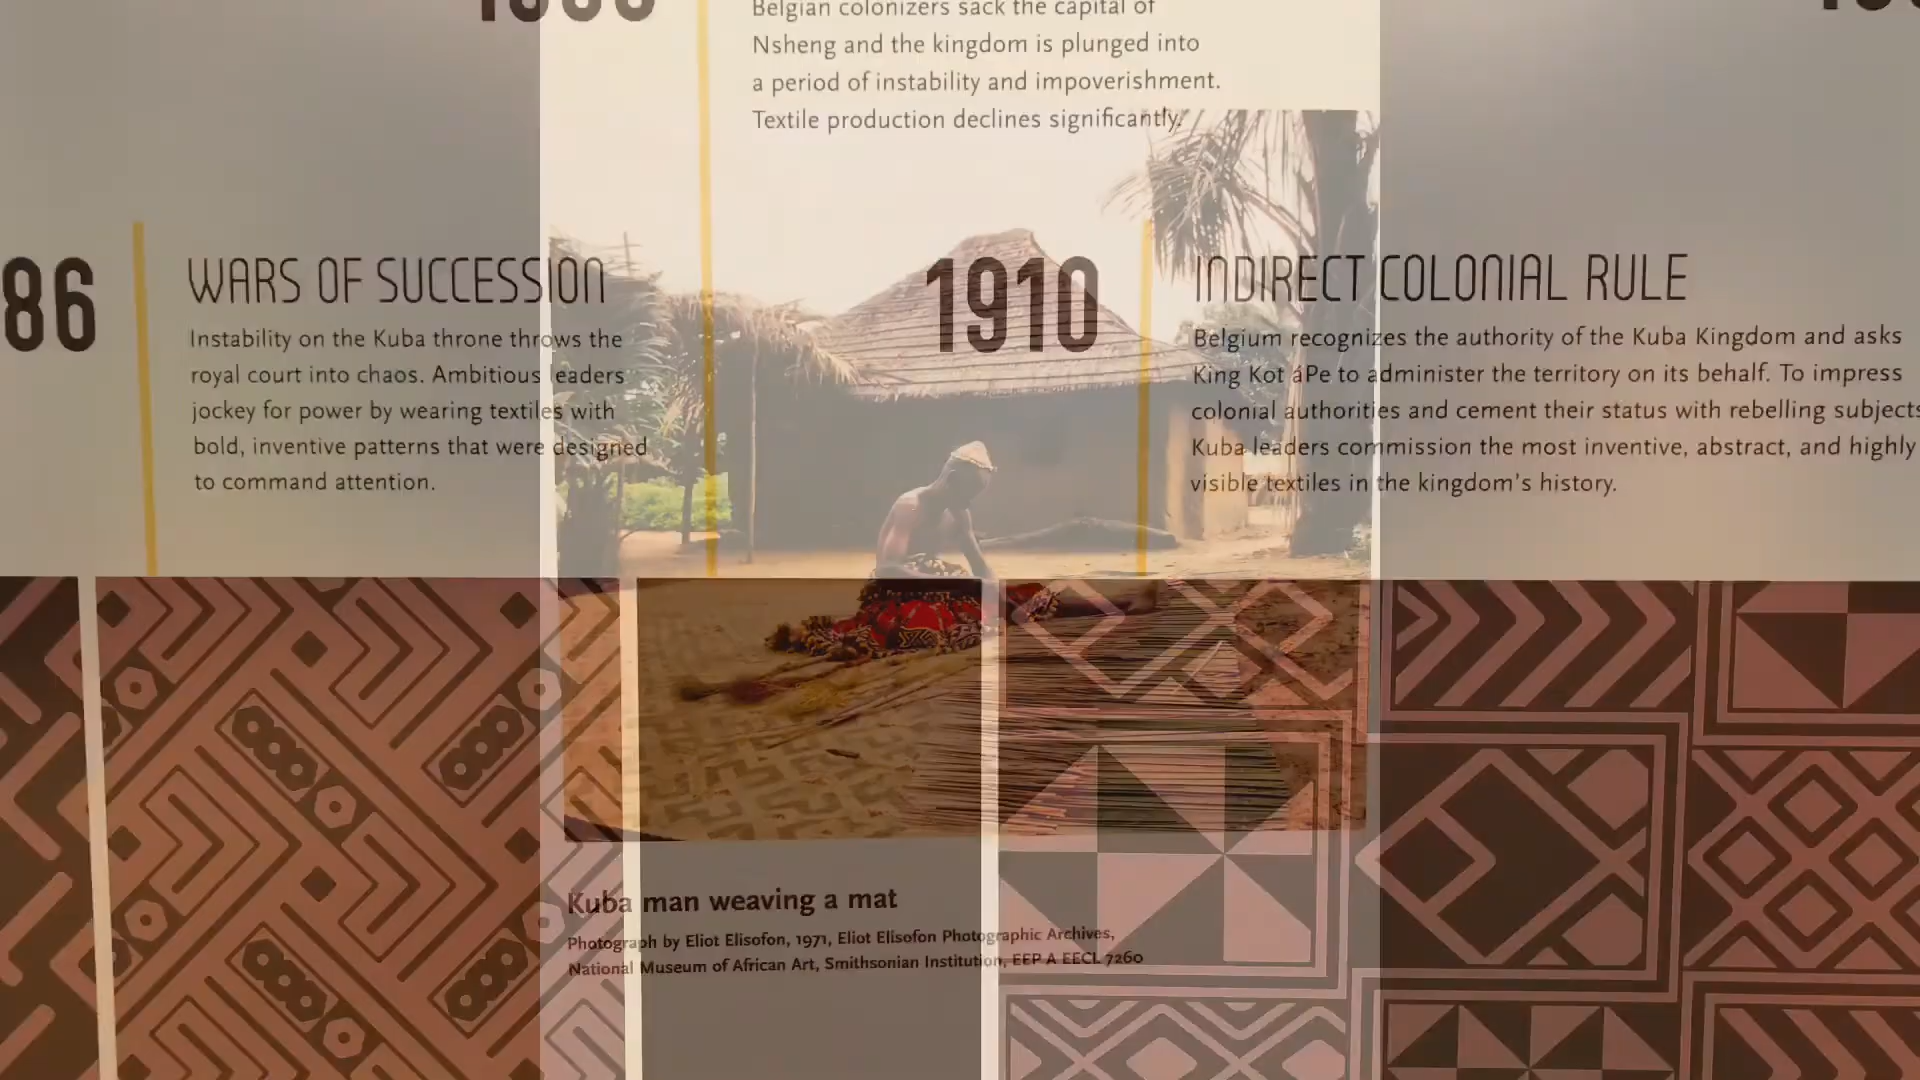 Belgian colonizers sack the capital of
Nsheng and the kingdom is plunged into
a period of instability and impoverishment.
Textile production declines significantly.
86
WARS OF SUCCESSION
Instability on the Kuba throne throws the
royal court into chaos. Ambitious leaders
jockey for power by wearing textiles with
bold, inventive patterns that were designed
to command attention.
1910
INDIRECT COLONIAL RULE
Belgium recognizes the authority of the Kuba Kingdom and asks
King Kot áPe to administer the territory on its behalf. To impress
colonial authorities and cement their status with rebelling subjects
Kuba leaders commission the most inventive, abstract, and highly
visible textiles in the kingdom's history.
Kuba man weaving a mat
Photograph by Eliot Elisofon, 1971, Eliot Elisofon Photographic Archives,
National Museum of African Art, Smithsonian Institution, EEP A EECL 7260